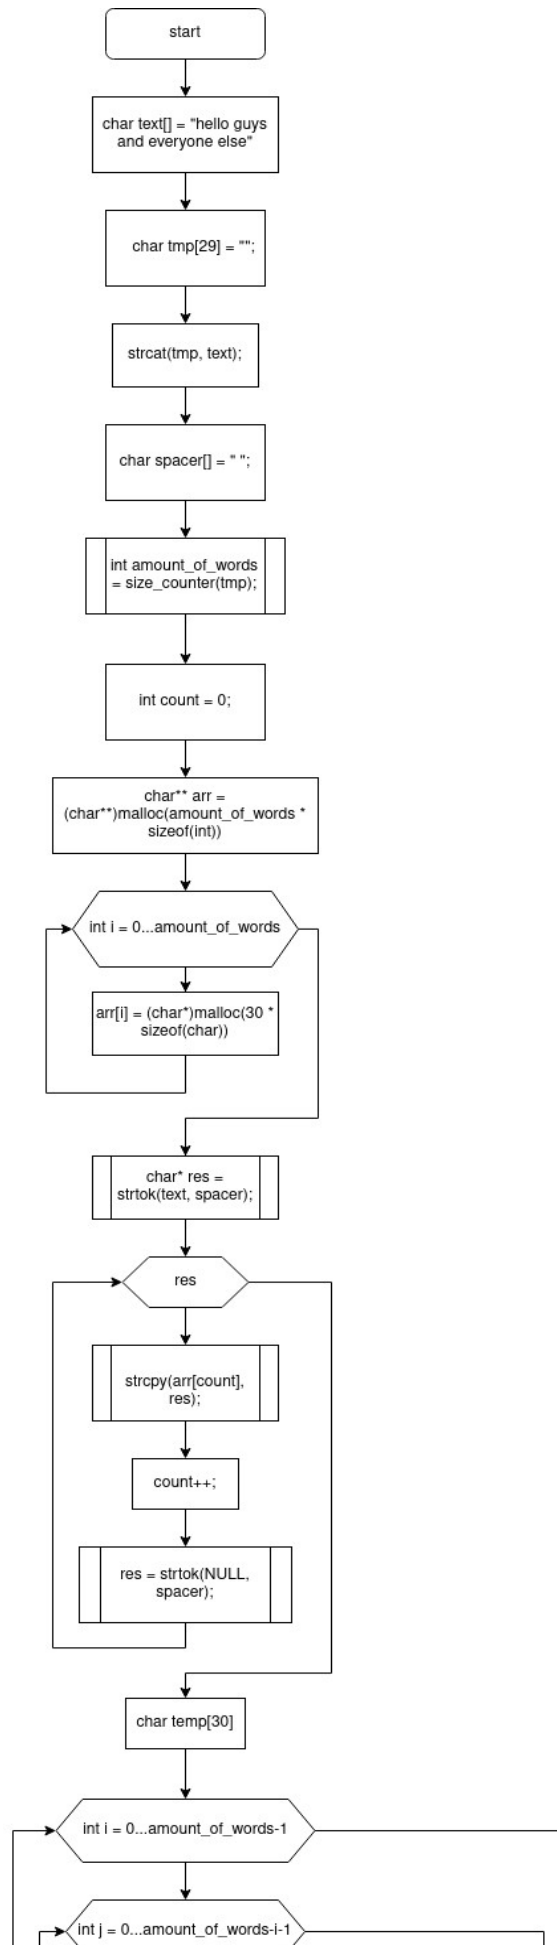 start
char text[] = "hello guys
and everyone else"
char tmp[29] = "";
strcat(tmp, text);
char spacer[] = " ";
int amount_of_words
= size_counter(tmp);
int count = 0;
char** arr =
(char**)malloc(amount_of_words *
sizeof(int))
int i = 0...amount_of_words
arr[i] = (char*)malloc(30 *
sizeof(char))
char* res =
strtok(text, spacer);
res
strcpy(arr[count],
res);
count++;
res = strtok(NULL,
spacer);
char temp[30]
int i = 0...amount_of_words-1
int j = 0...amount_of_words-i-1